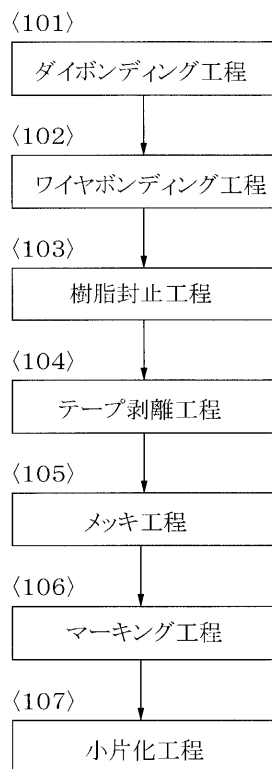 〈101〉
ダイボンディング工程
〈102〉
ワイヤボンディング工程
〈103〉
樹脂封止工程
〈104〉
テープ剥離工程
〈105〉
メッキ工程
〈106〉
マーキング工程
〈107〉
小片化工程